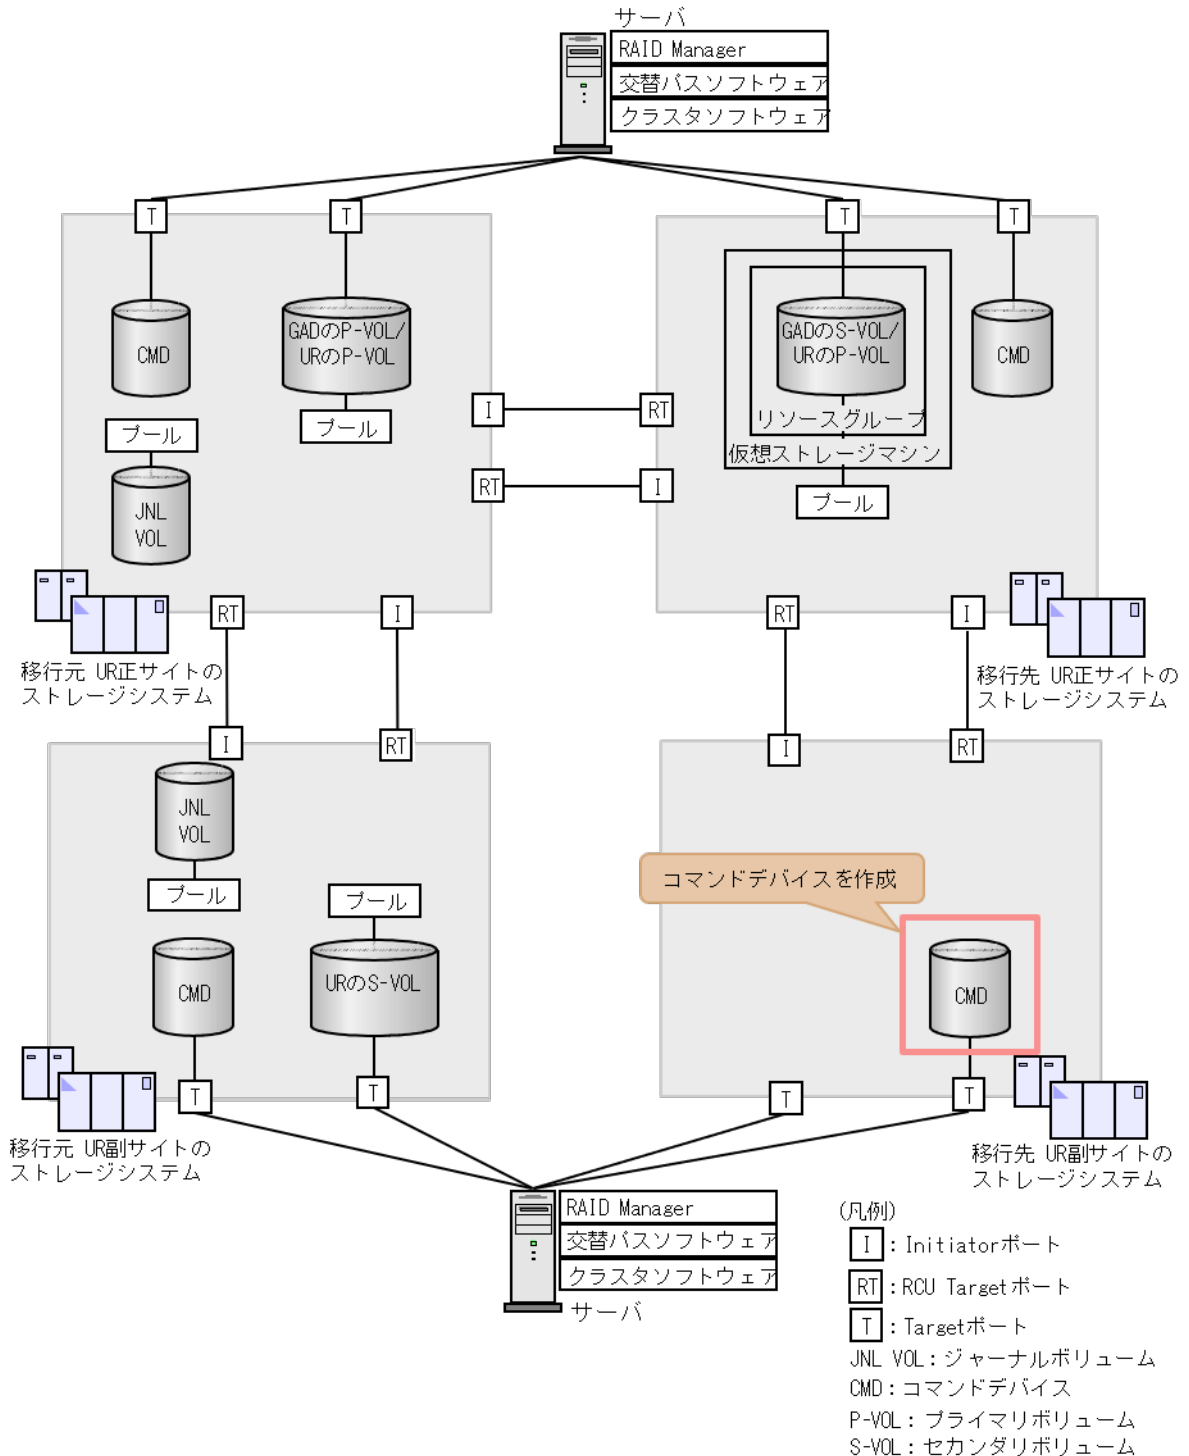 サーバ
RAID Manager
交替パスソフトウェア
クラスタソフトウェア
T
T
T
T
CMD
GADのP-VOL/
URのP-VOL
GADのS-VOL/
URのP-VOL
CMD
プール
プール
I
RT
リソースグループ
仮想ストレージマシン
JNL
VOL
RT
I
プール
RT
I
RT
I
移行元 UR正サイトの
ストレージシステム
移行先 UR正サイトの
ストレージシステム
I
RT
I
RT
JNL
VOL
プール
プール
コマンドデバイスを作成
CMD
URのS-VOL
CMD
T
T
T
T
移行元 UR副サイトの
ストレージシステム
移行先 UR副サイトの
ストレージシステム
RAID Manager
交替パスソフトウェア
クラスタソフトウェア
サーバ
(凡例)
I：Initiatorポート
RT：RCU Targetポート
T：Targetポート
JNL VOL：ジャーナルボリューム
CMD：コマンドデバイス
P-VOL：プライマリボリューム
S-VOL：セカンダリボリューム